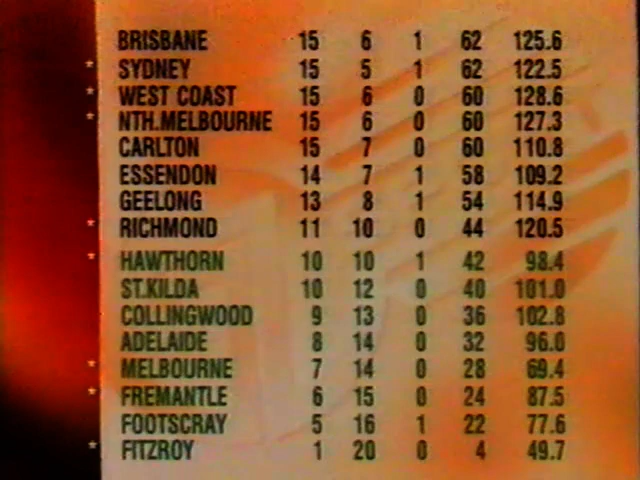 BRISBANE 15 6 1 62 125.6
* SYDNEY 15 5 1 62 122.5
* WEST COAST 15 6 0 60 128.6
* NTH.MELBOURNE 15 6 0 60 127.3
CARLTON 15 7 0 60 110.8
ESSENDON 14 7 1 58 109.2
GEELONG 13 8 1 54 114.9
* RICHMOND 11 10 0 44 120.5
* HAWTHORN 10 10 1 42 98.4
ST.KILDA 10 12 0 40 101.0
COLLINGWOOD 9 13 0 36 102.8
ADELAIDE 8 14 0 32 96.0
* MELBOURNE 7 14 0 28 69.4
* FREMANTLE 6 15 0 24 87.5
FOOTSCRAY 5 16 1 22 77.6
* FITZROY 1 20 0 4 49.7